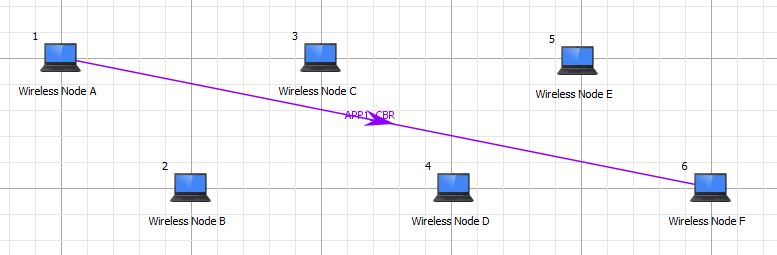 1
Wireless Node A
3
Wireless Node C
5
Wireless Node E
APP1_CBR
2
Wireless Node B
4
Wireless Node D
6
Wireless Node F